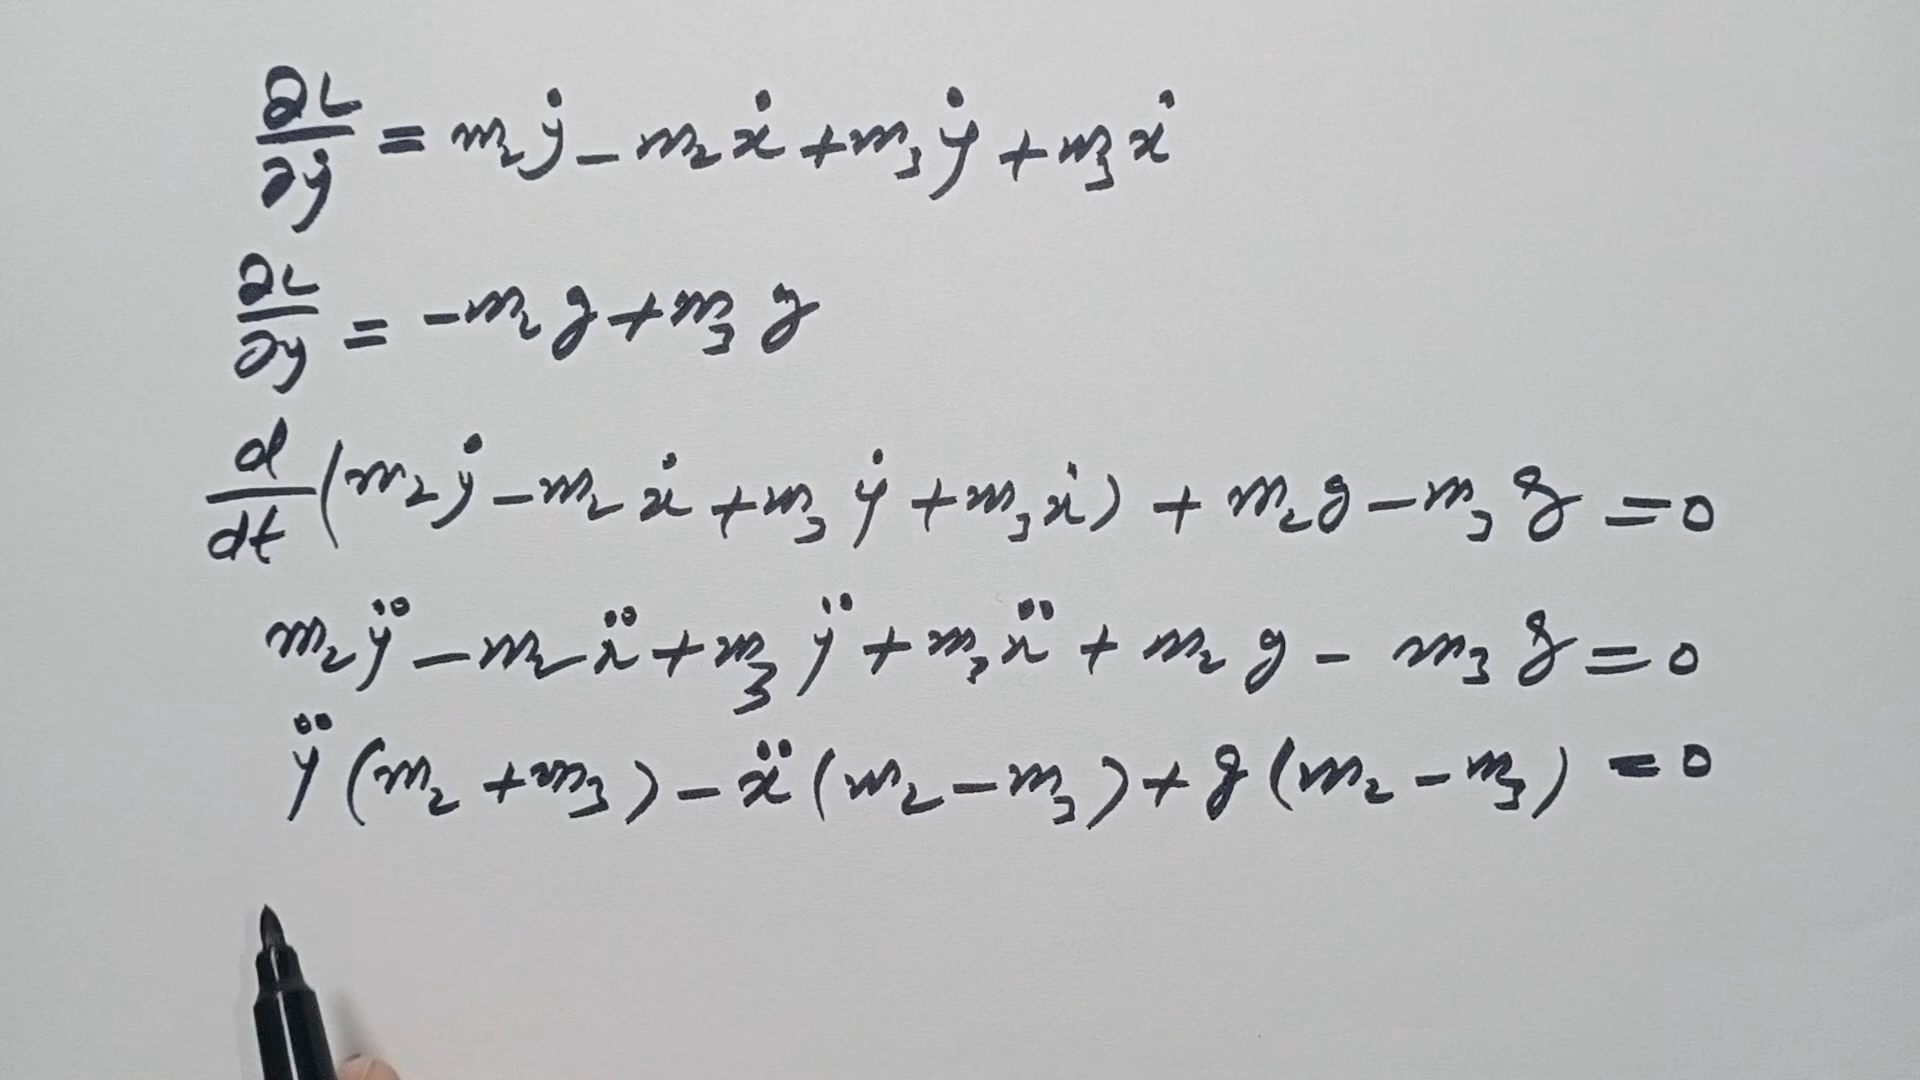 ∂L/∂ẏ = m₂ẏ − m₂ẋ + m₃ẏ + m₃ẋ
∂L/∂y = −m₂g + m₃g
d/dt (m₂ẏ − m₂ẋ + m₃ẏ + m₃ẋ) + m₂g − m₃g = 0
m₂ÿ − m₂ẍ + m₃ÿ + m₃ẍ + m₂g − m₃g = 0
ÿ(m₂ + m₃) − ẍ(m₂ − m₃) + g(m₂ − m₃) = 0